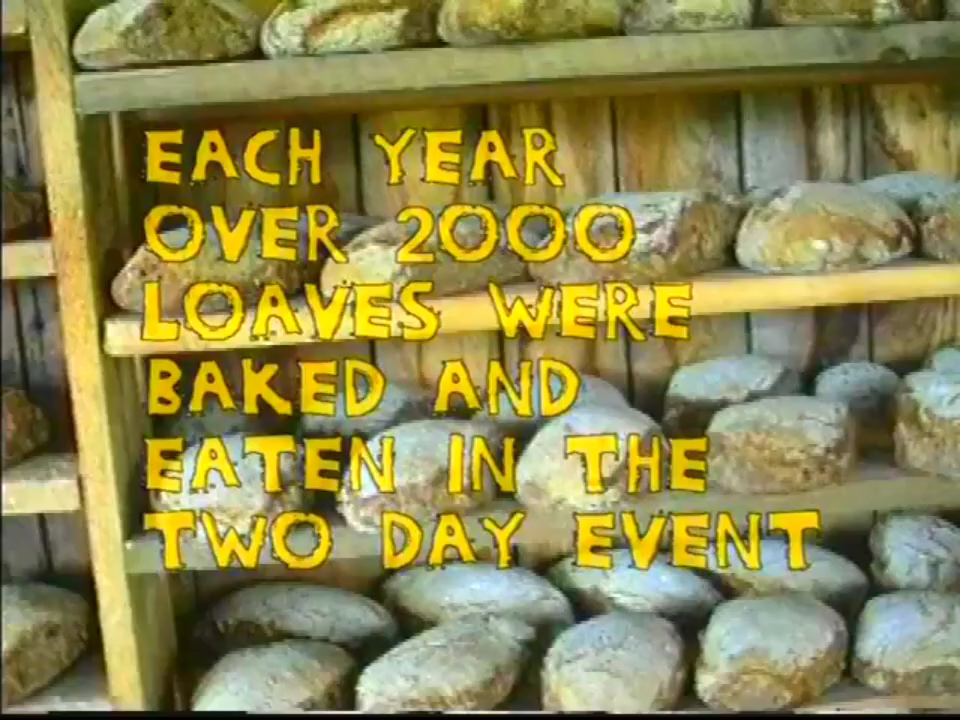 EACH YEAR
OVER 2000
LOAVES WERE
BAKED AND
EATEN IN THE
TWO DAY EVENT